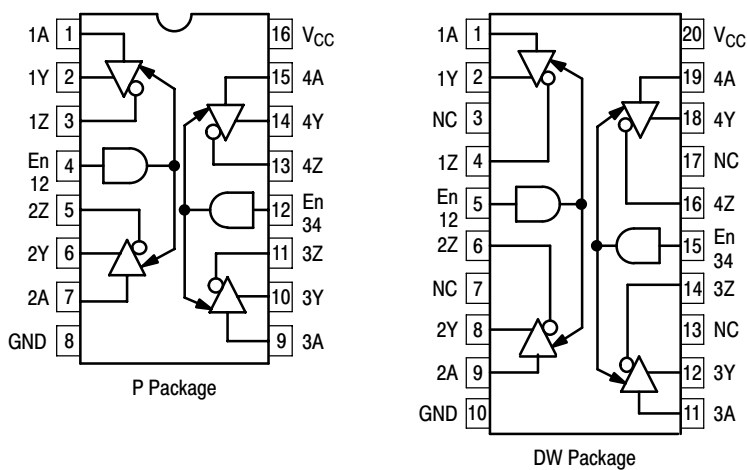 1A 1 16 VCC
1Y 2 15 4A
1Z 3 14 4Y
En 12 4 13 4Z
2Z 5 12 En 34
2Y 6 11 3Z
2A 7 10 3Y
GND 8 9 3A
P Package
1A 1 20 VCC
1Y 2 19 4A
NC 3 18 4Y
1Z 4 17 NC
En 12 5 16 4Z
2Z 6 15 En 34
NC 7 14 3Z
2Y 8 13 NC
2A 9 12 3Y
GND 10 11 3A
DW Package